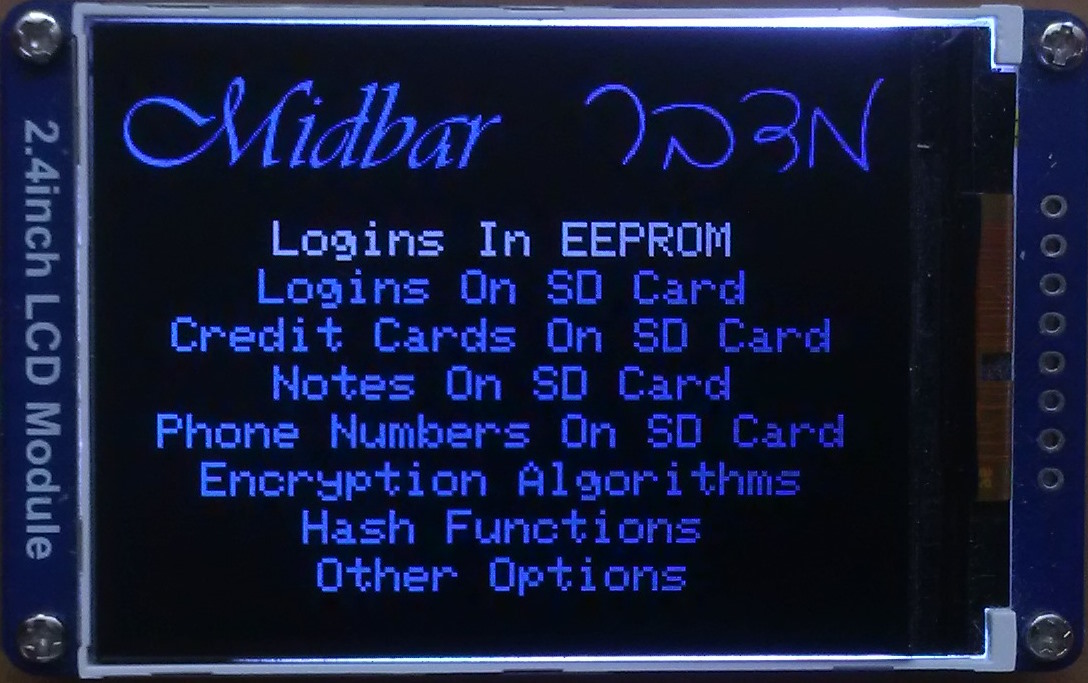 Midbar מדבר
Logins In EEPROM
Logins On SD Card
Credit Cards On SD Card
Notes On SD Card
Phone Numbers On SD Card
Encryption Algorithms
Hash Functions
Other Options
2.4inch LCD Module